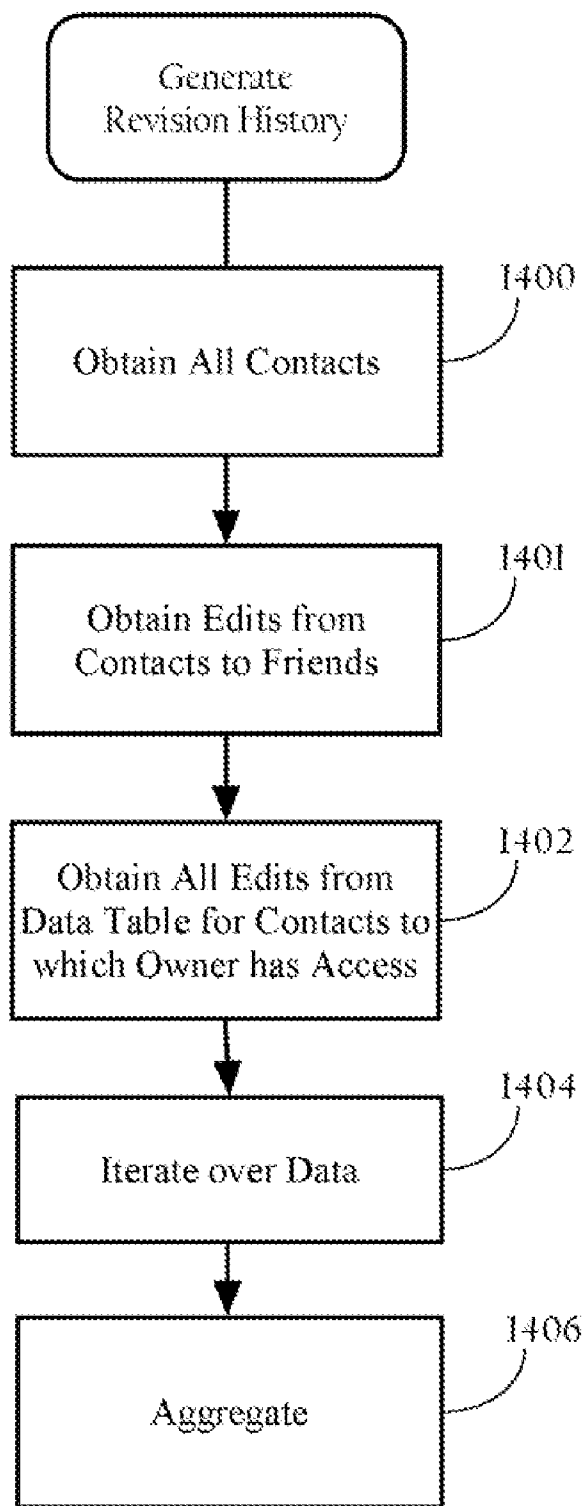 Generate
Revision History
1400
Obtain All Contacts
1401
Obtain Edits from
Contacts to Friends
1402
Obtain All Edits from
Data Table for Contacts to
which Owner has Access
1404
Iterate over Data
1406
Aggregate